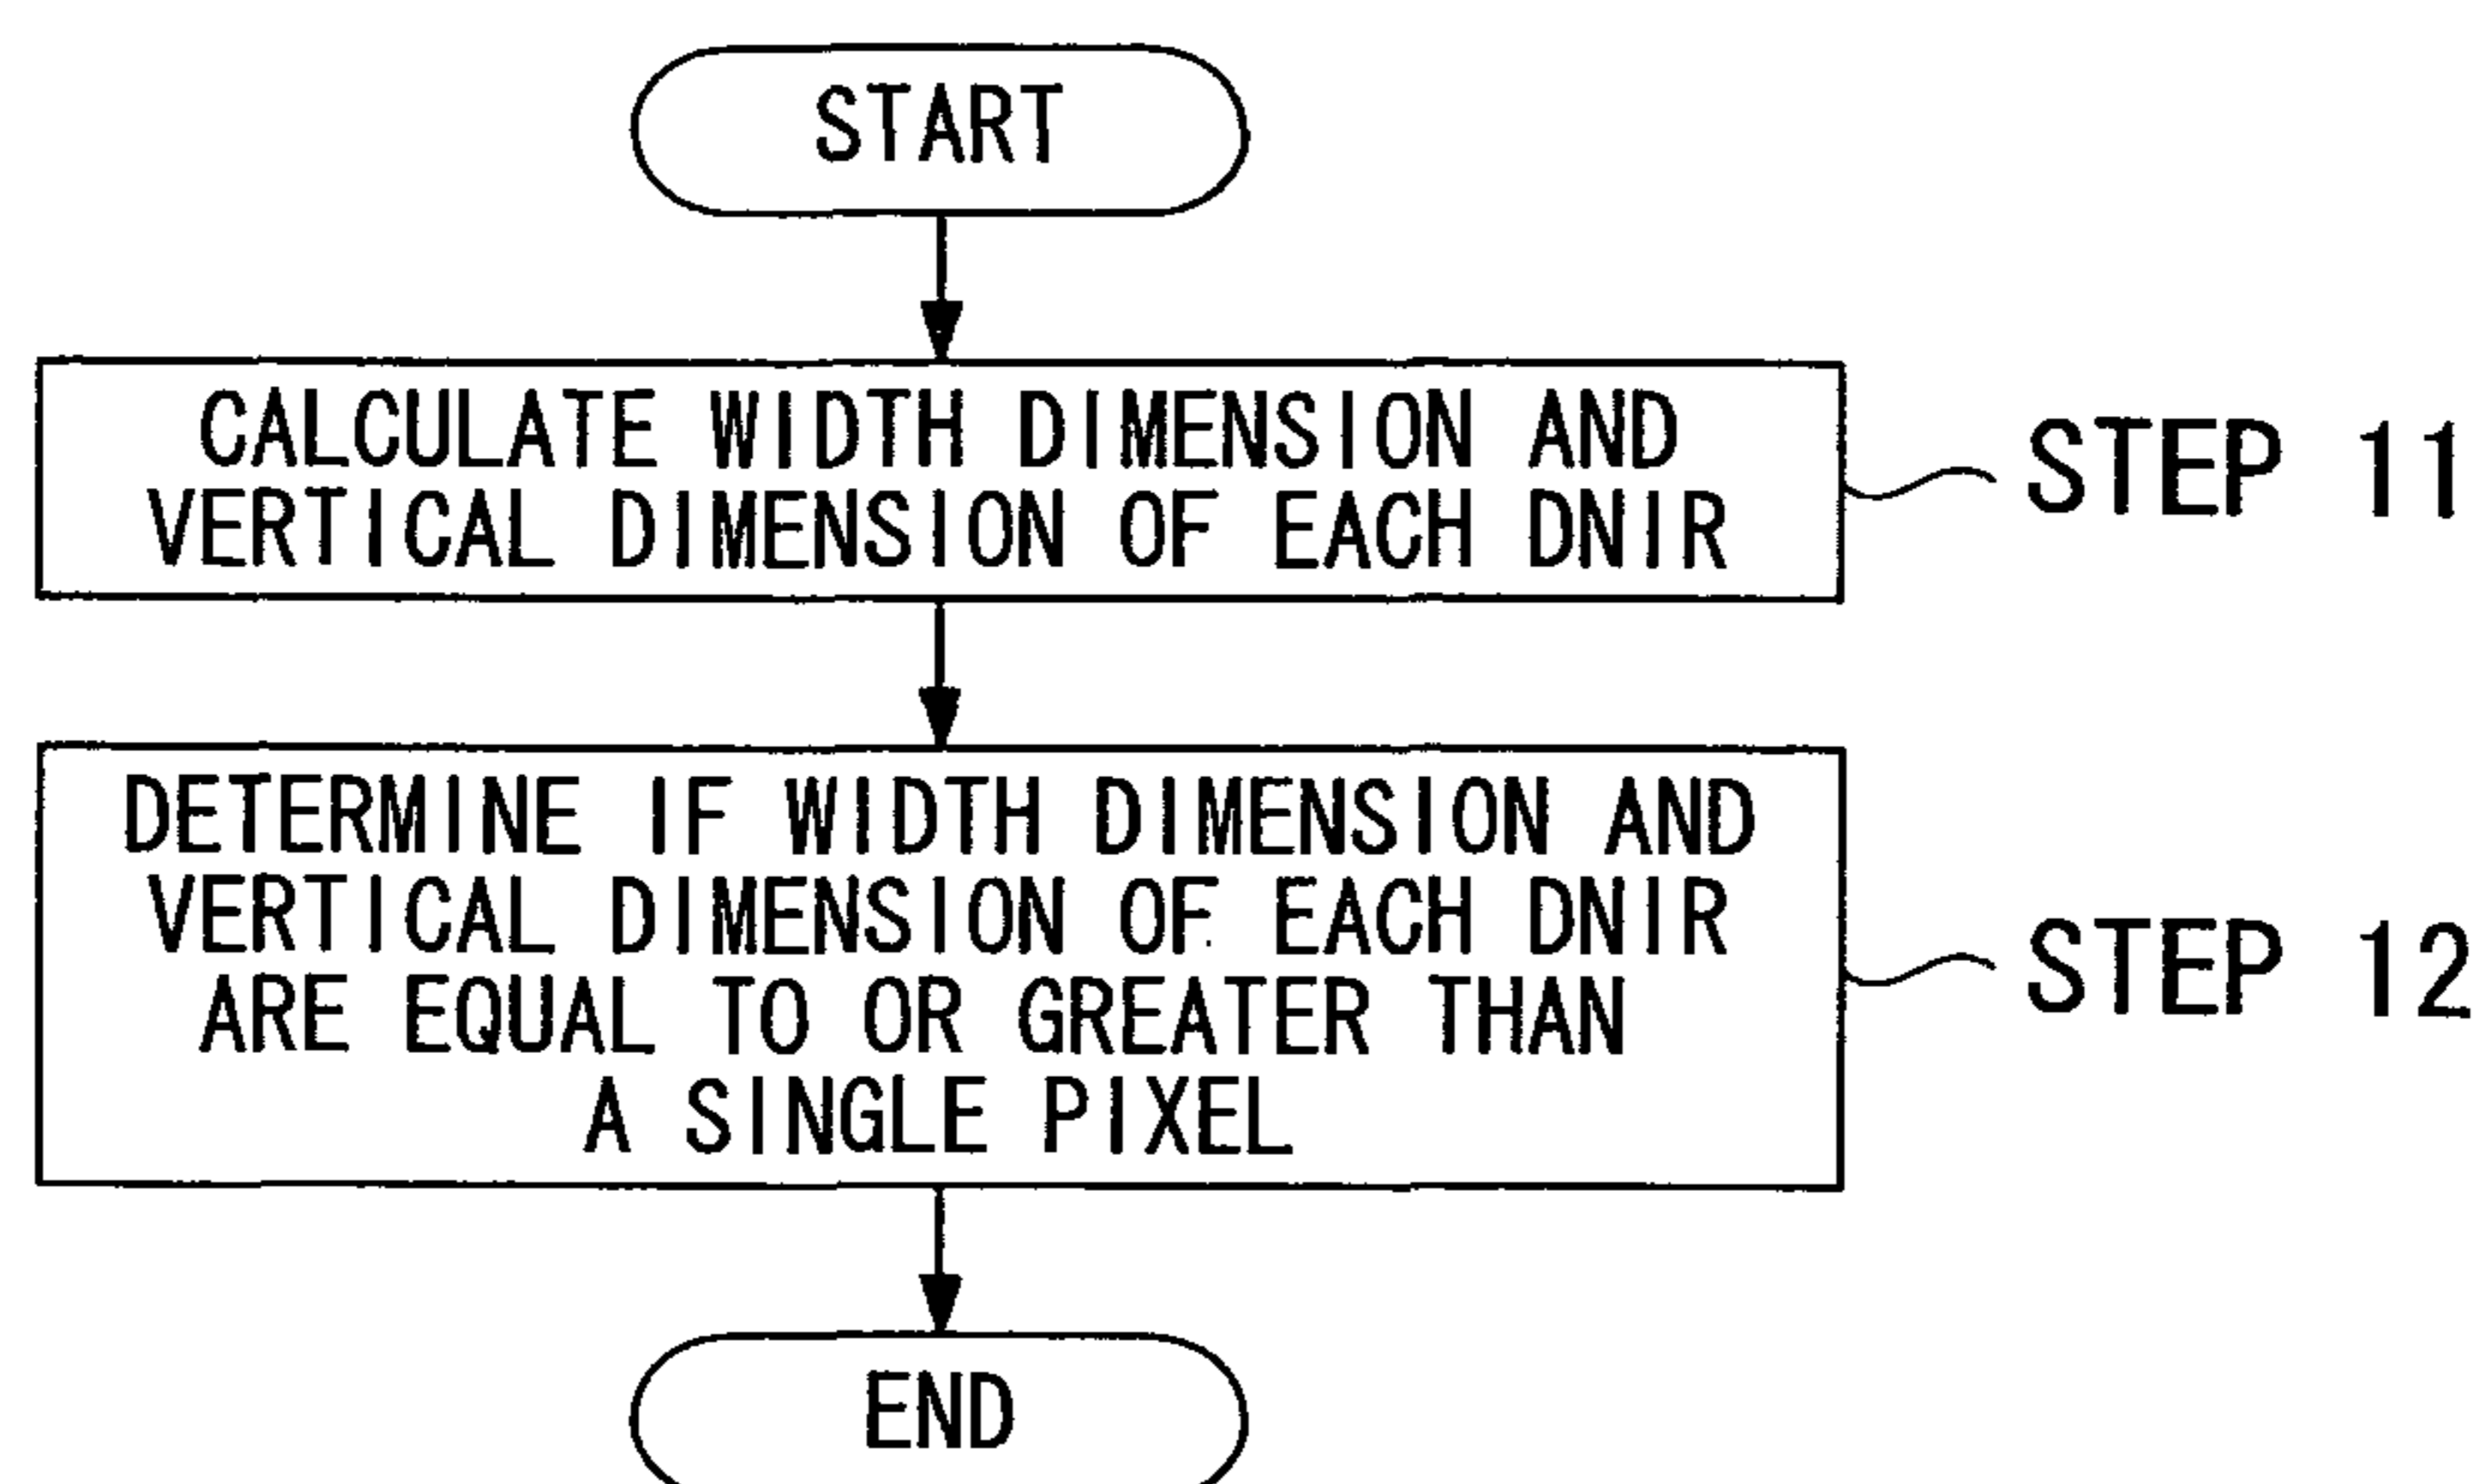 START
CALCULATE WIDTH DIMENSION AND
VERTICAL DIMENSION OF EACH DNIR
STEP 11
DETERMINE IF WIDTH DIMENSION AND
VERTICAL DIMENSION OF EACH DNIR
ARE EQUAL TO OR GREATER THAN
A SINGLE PIXEL
STEP 12
END